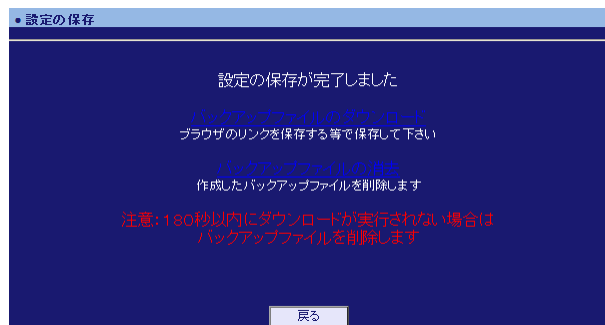 ● 設定の保存
設定の保存が完了しました
バックアップファイルのダウンロード
ブラウザのリンクを保存する等で保存して下さい
バックアップファイルの消去
作成したバックアップファイルを削除します
注意：１８０秒以内にダウンロードが実行されない場合は
バックアップファイルを削除します
戻る